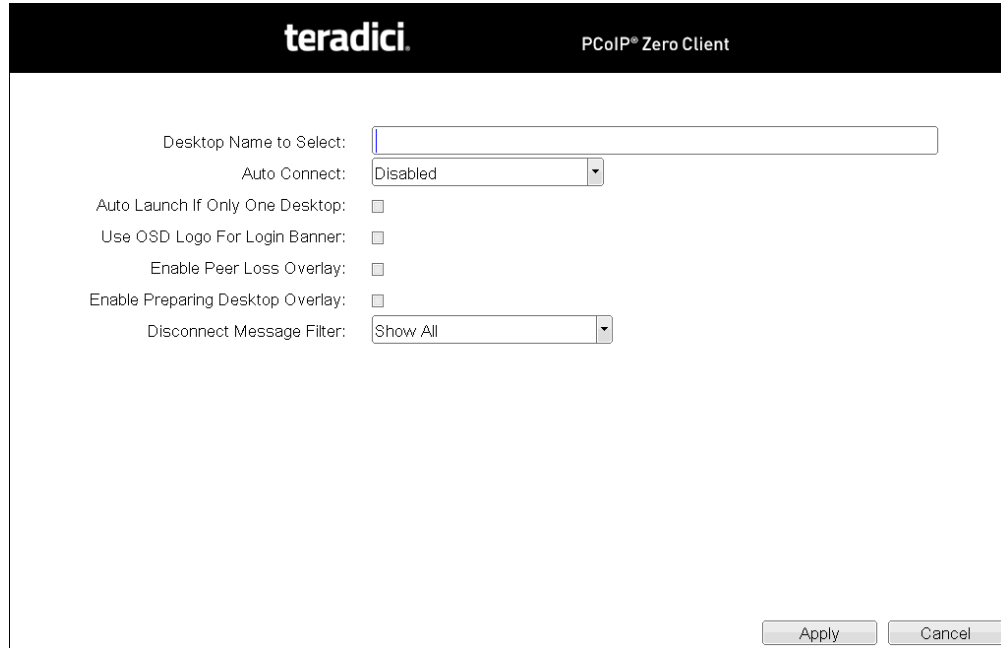 teradici. PCoIP® Zero Client
Desktop Name to Select:
Auto Connect: Disabled
Auto Launch If Only One Desktop:
Use OSD Logo For Login Banner:
Enable Peer Loss Overlay:
Enable Preparing Desktop Overlay:
Disconnect Message Filter: Show All
Apply Cancel